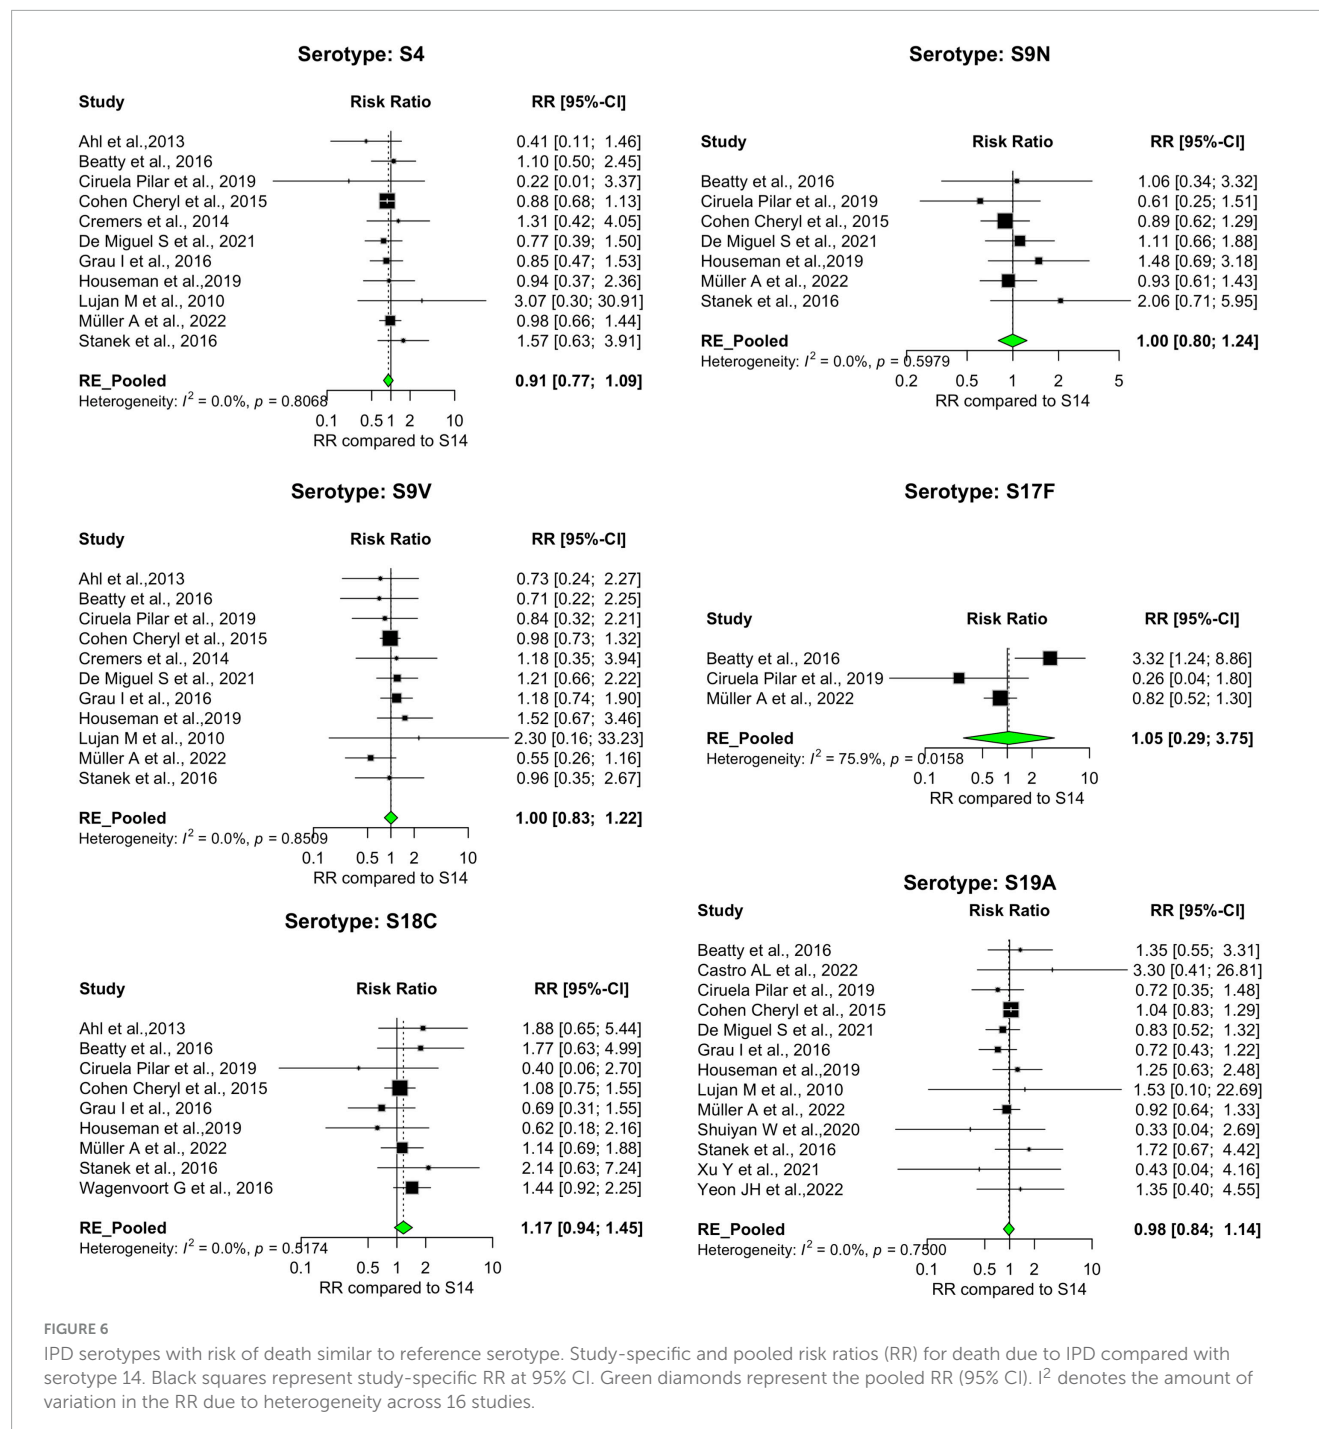 Serotype: S4
Study Risk Ratio RR [95%-CI]
Ahl et al.,2013 0.41 [0.11; 1.46]
Beatty et al., 2016 1.10 [0.50; 2.45]
Ciruela Pilar et al., 2019 0.22 [0.01; 3.37]
Cohen Cheryl et al., 2015 0.88 [0.68; 1.13]
Cremers et al., 2014 1.31 [0.42; 4.05]
De Miguel S et al., 2021 0.77 [0.39; 1.50]
Grau I et al., 2016 0.85 [0.47; 1.53]
Houseman et al.,2019 0.94 [0.37; 2.36]
Lujan M et al., 2010 3.07 [0.30; 30.91]
Müller A et al., 2022 0.98 [0.66; 1.44]
Stanek et al., 2016 1.57 [0.63; 3.91]
RE_Pooled 0.91 [0.77; 1.09]
Heterogeneity: I² = 0.0%, p = 0.8068
0.1 0.5 1 2 10
RR compared to S14
Serotype: S9N
Study Risk Ratio RR [95%-CI]
Beatty et al., 2016 1.06 [0.34; 3.32]
Ciruela Pilar et al., 2019 0.61 [0.25; 1.51]
Cohen Cheryl et al., 2015 0.89 [0.62; 1.29]
De Miguel S et al., 2021 1.11 [0.66; 1.88]
Houseman et al.,2019 1.48 [0.69; 3.18]
Müller A et al., 2022 0.93 [0.61; 1.43]
Stanek et al., 2016 2.06 [0.71; 5.95]
RE_Pooled 1.00 [0.80; 1.24]
Heterogeneity: I² = 0.0%, p = 0.5979
0.2 0.5 1 2 5
RR compared to S14
Serotype: S9V
Study Risk Ratio RR [95%-CI]
Ahl et al.,2013 0.73 [0.24; 2.27]
Beatty et al., 2016 0.71 [0.22; 2.25]
Ciruela Pilar et al., 2019 0.84 [0.32; 2.21]
Cohen Cheryl et al., 2015 0.98 [0.73; 1.32]
Cremers et al., 2014 1.18 [0.35; 3.94]
De Miguel S et al., 2021 1.21 [0.66; 2.22]
Grau I et al., 2016 1.18 [0.74; 1.90]
Houseman et al.,2019 1.52 [0.67; 3.46]
Lujan M et al., 2010 2.30 [0.16; 33.23]
Müller A et al., 2022 0.55 [0.26; 1.16]
Stanek et al., 2016 0.96 [0.35; 2.67]
RE_Pooled 1.00 [0.83; 1.22]
Heterogeneity: I² = 0.0%, p = 0.8509
0.1 0.5 1 2 10
RR compared to S14
Serotype: S17F
Study Risk Ratio RR [95%-CI]
Beatty et al., 2016 3.32 [1.24; 8.86]
Ciruela Pilar et al., 2019 0.26 [0.04; 1.80]
Müller A et al., 2022 0.82 [0.52; 1.30]
RE_Pooled 1.05 [0.29; 3.75]
Heterogeneity: I² = 75.9%, p = 0.0158
0.1 0.5 1 2 10
RR compared to S14
Serotype: S18C
Study Risk Ratio RR [95%-CI]
Ahl et al.,2013 1.88 [0.65; 5.44]
Beatty et al., 2016 1.77 [0.63; 4.99]
Ciruela Pilar et al., 2019 0.40 [0.06; 2.70]
Cohen Cheryl et al., 2015 1.08 [0.75; 1.55]
Grau I et al., 2016 0.69 [0.31; 1.55]
Houseman et al.,2019 0.62 [0.18; 2.16]
Müller A et al., 2022 1.14 [0.69; 1.88]
Stanek et al., 2016 2.14 [0.63; 7.24]
Wagenvoort G et al., 2016 1.44 [0.92; 2.25]
RE_Pooled 1.17 [0.94; 1.45]
Heterogeneity: I² = 0.0%, p = 0.5174
0.1 0.5 1 2 10
RR compared to S14
Serotype: S19A
Study Risk Ratio RR [95%-CI]
Beatty et al., 2016 1.35 [0.55; 3.31]
Castro AL et al., 2022 3.30 [0.41; 26.81]
Ciruela Pilar et al., 2019 0.72 [0.35; 1.48]
Cohen Cheryl et al., 2015 1.04 [0.83; 1.29]
De Miguel S et al., 2021 0.83 [0.52; 1.32]
Grau I et al., 2016 0.72 [0.43; 1.22]
Houseman et al.,2019 1.25 [0.63; 2.48]
Lujan M et al., 2010 1.53 [0.10; 22.69]
Müller A et al., 2022 0.92 [0.64; 1.33]
Shuiyan W et al.,2020 0.33 [0.04; 2.69]
Stanek et al., 2016 1.72 [0.67; 4.42]
Xu Y et al., 2021 0.43 [0.04; 4.16]
Yeon JH et al.,2022 1.35 [0.40; 4.55]
RE_Pooled 0.98 [0.84; 1.14]
Heterogeneity: I² = 0.0%, p = 0.7500
0.1 0.5 1 2 10
RR compared to S14
FIGURE 6
IPD serotypes with risk of death similar to reference serotype. Study-specific and pooled risk ratios (RR) for death due to IPD compared with
serotype 14. Black squares represent study-specific RR at 95% CI. Green diamonds represent the pooled RR (95% CI). I² denotes the amount of
variation in the RR due to heterogeneity across 16 studies.